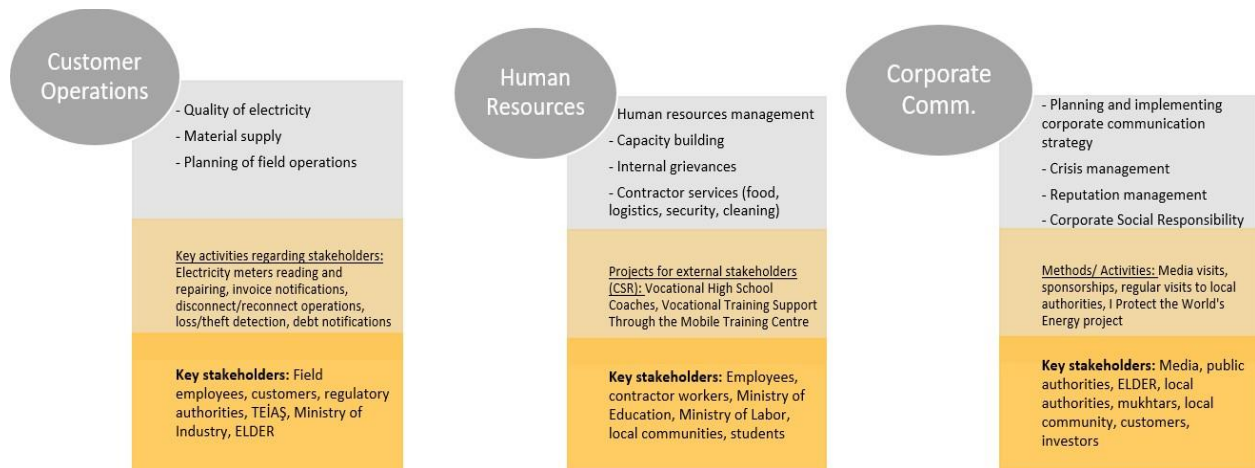 Customer
Operations
- Quality of electricity
- Material supply
- Planning of field operations
Key activities regarding stakeholders:
Electricity meters reading and
repairing, invoice notifications,
disconnect/reconnect operations,
loss/theft detection, debt notifications
Key stakeholders: Field
employees, customers, regulatory
authorities, TEİAŞ, Ministry of
Industry, ELDER
Human
Resources
Human resources management
- Capacity building
- Internal grievances
- Contractor services (food,
logistics, security, cleaning)
Projects for external stakeholders
(CSR): Vocational High School
Coaches, Vocational Training Support
Through the Mobile Training Centre
Key stakeholders: Employees,
contractor workers, Ministry of
Education, Ministry of Labor,
local communities, students
Corporate
Comm.
- Planning and implementing
corporate communication
strategy
- Crisis management
- Reputation management
- Corporate Social Responsibility
Methods/ Activities: Media visits,
sponsorships, regular visits to local
authorities, I Protect the World's
Energy project
Key stakeholders: Media, public
authorities, ELDER, local
authorities, mukhtars, local
community, customers,
investors